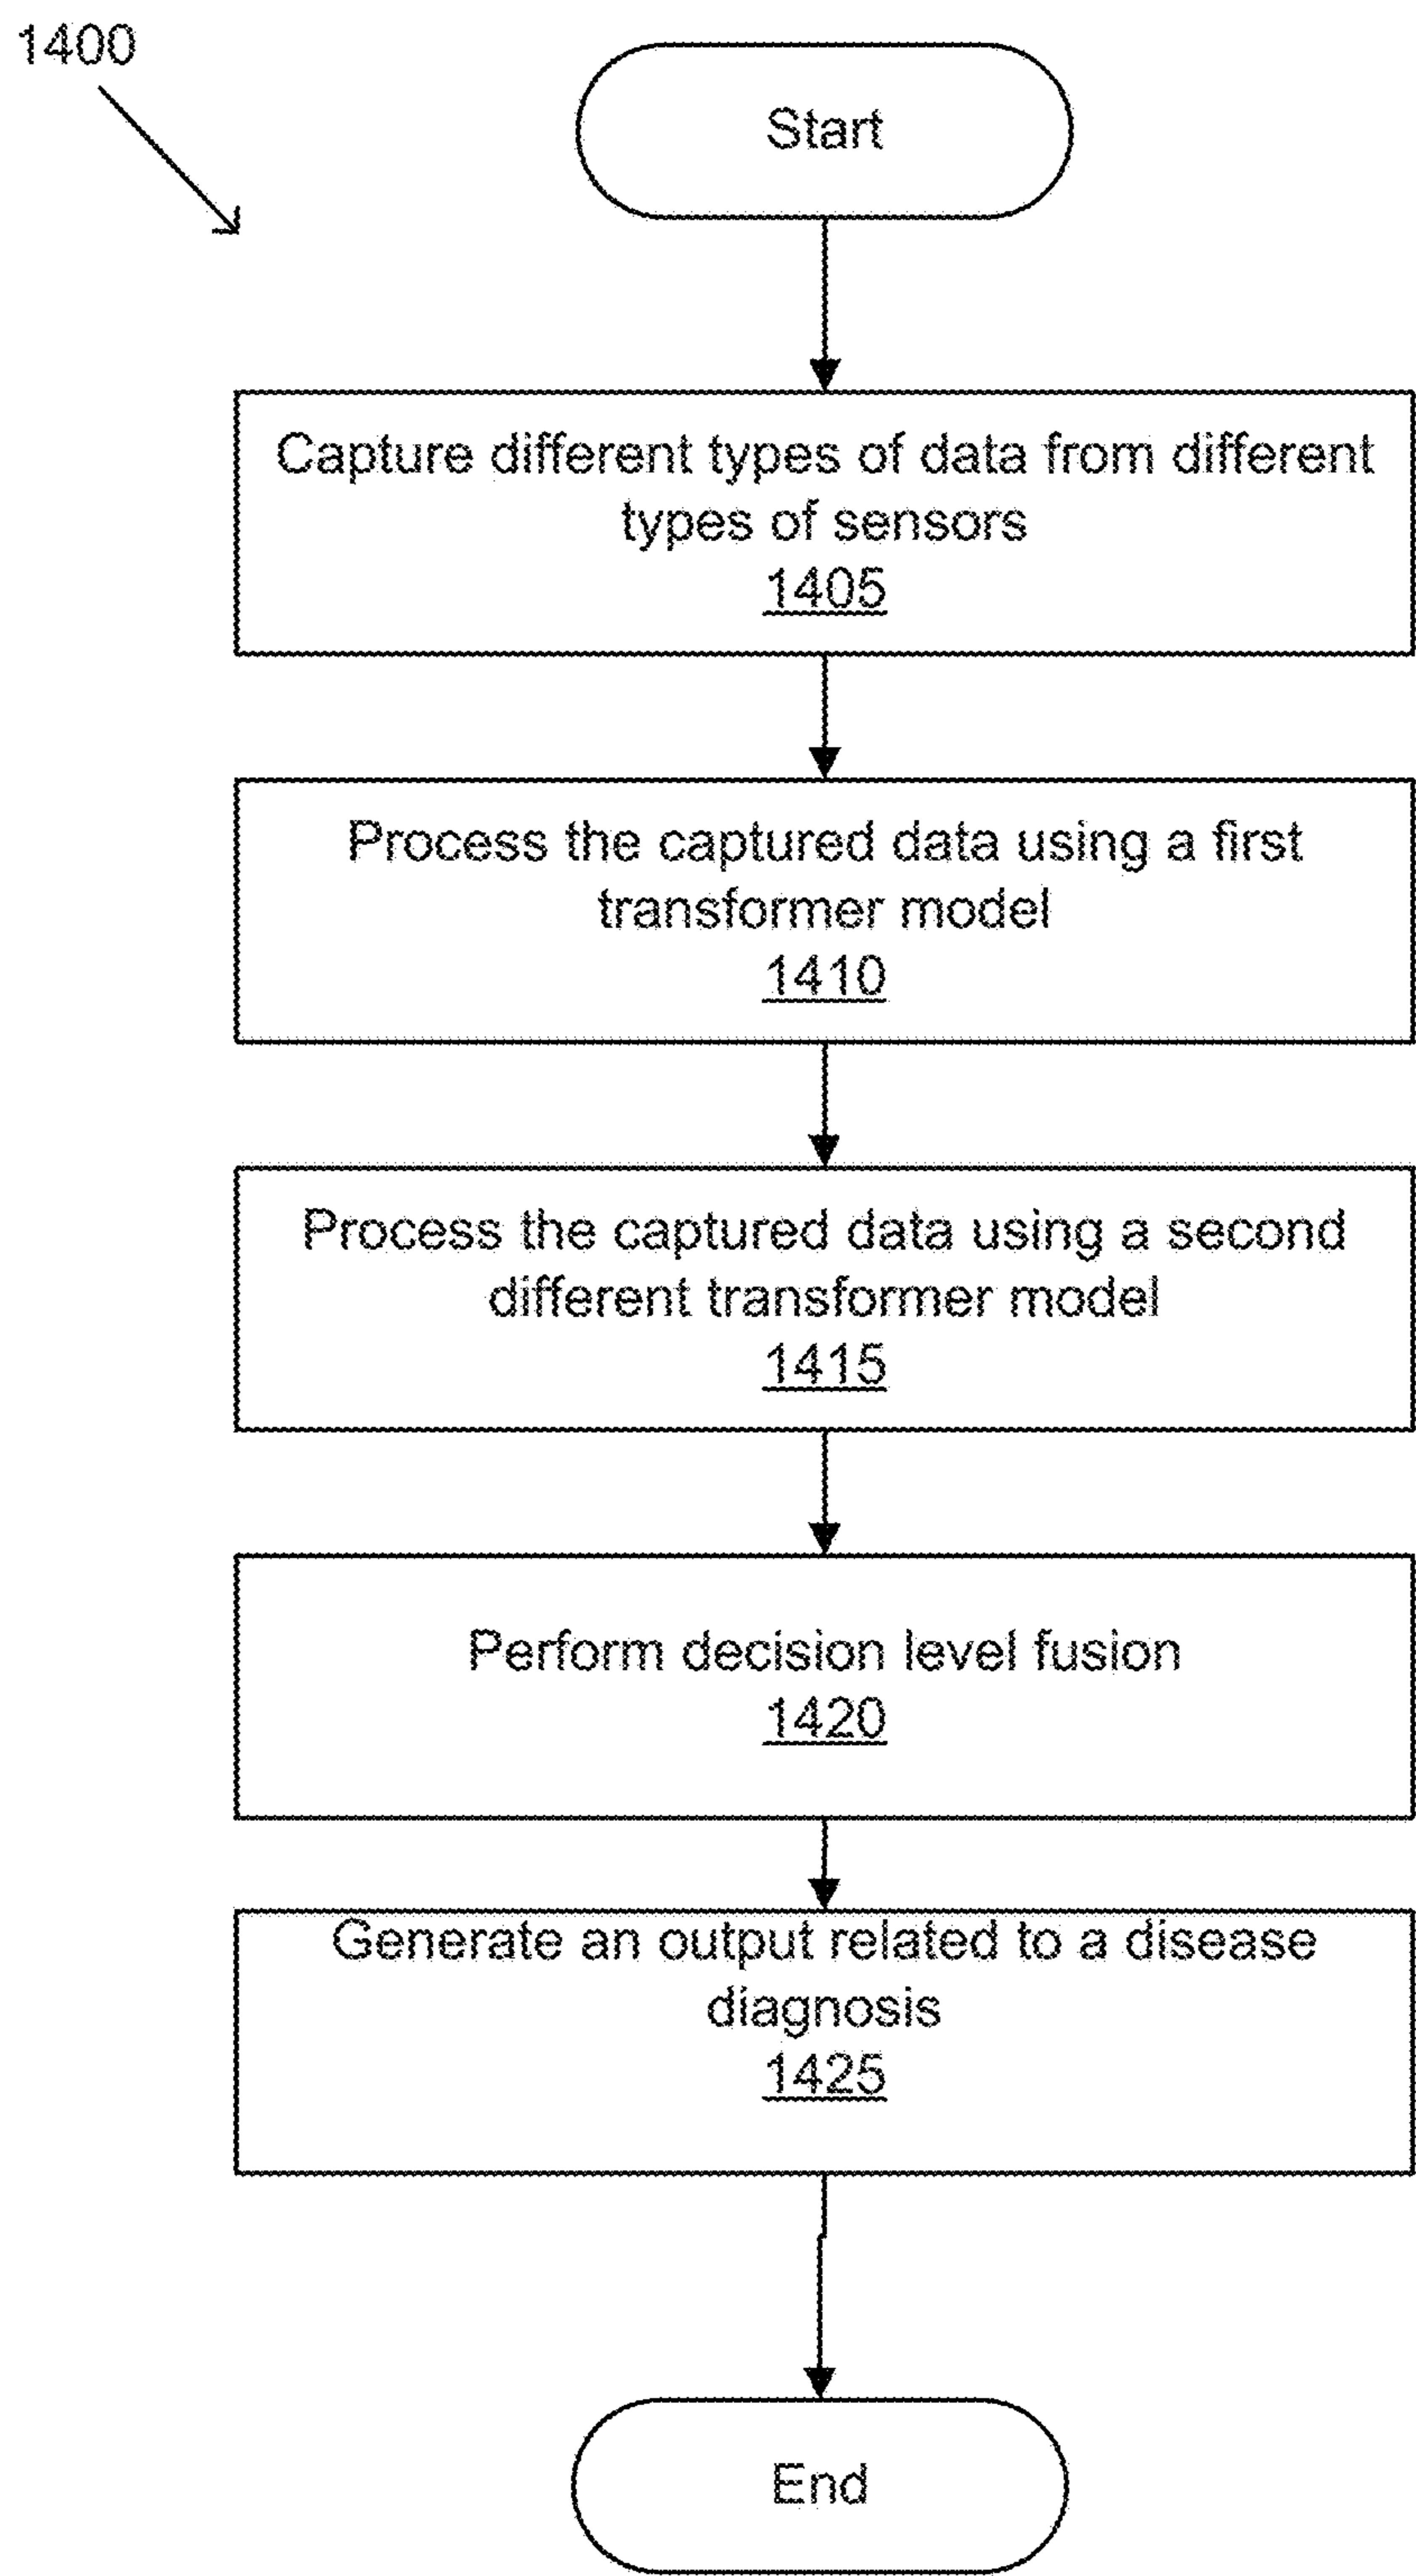 1400
Start
Capture different types of data from different
types of sensors
1405
Process the captured data using a first
transformer model
1410
Process the captured data using a second
different transformer model
1415
Perform decision level fusion
1420
Generate an output related to a disease
diagnosis
1425
End